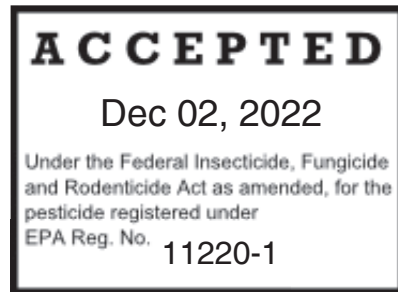 ACCEPTED
Dec 02, 2022
Under the Federal Insecticide, Fungicide
and Rodenticide Act as amended, for the
pesticide registered under
EPA Reg. No. 11220-1